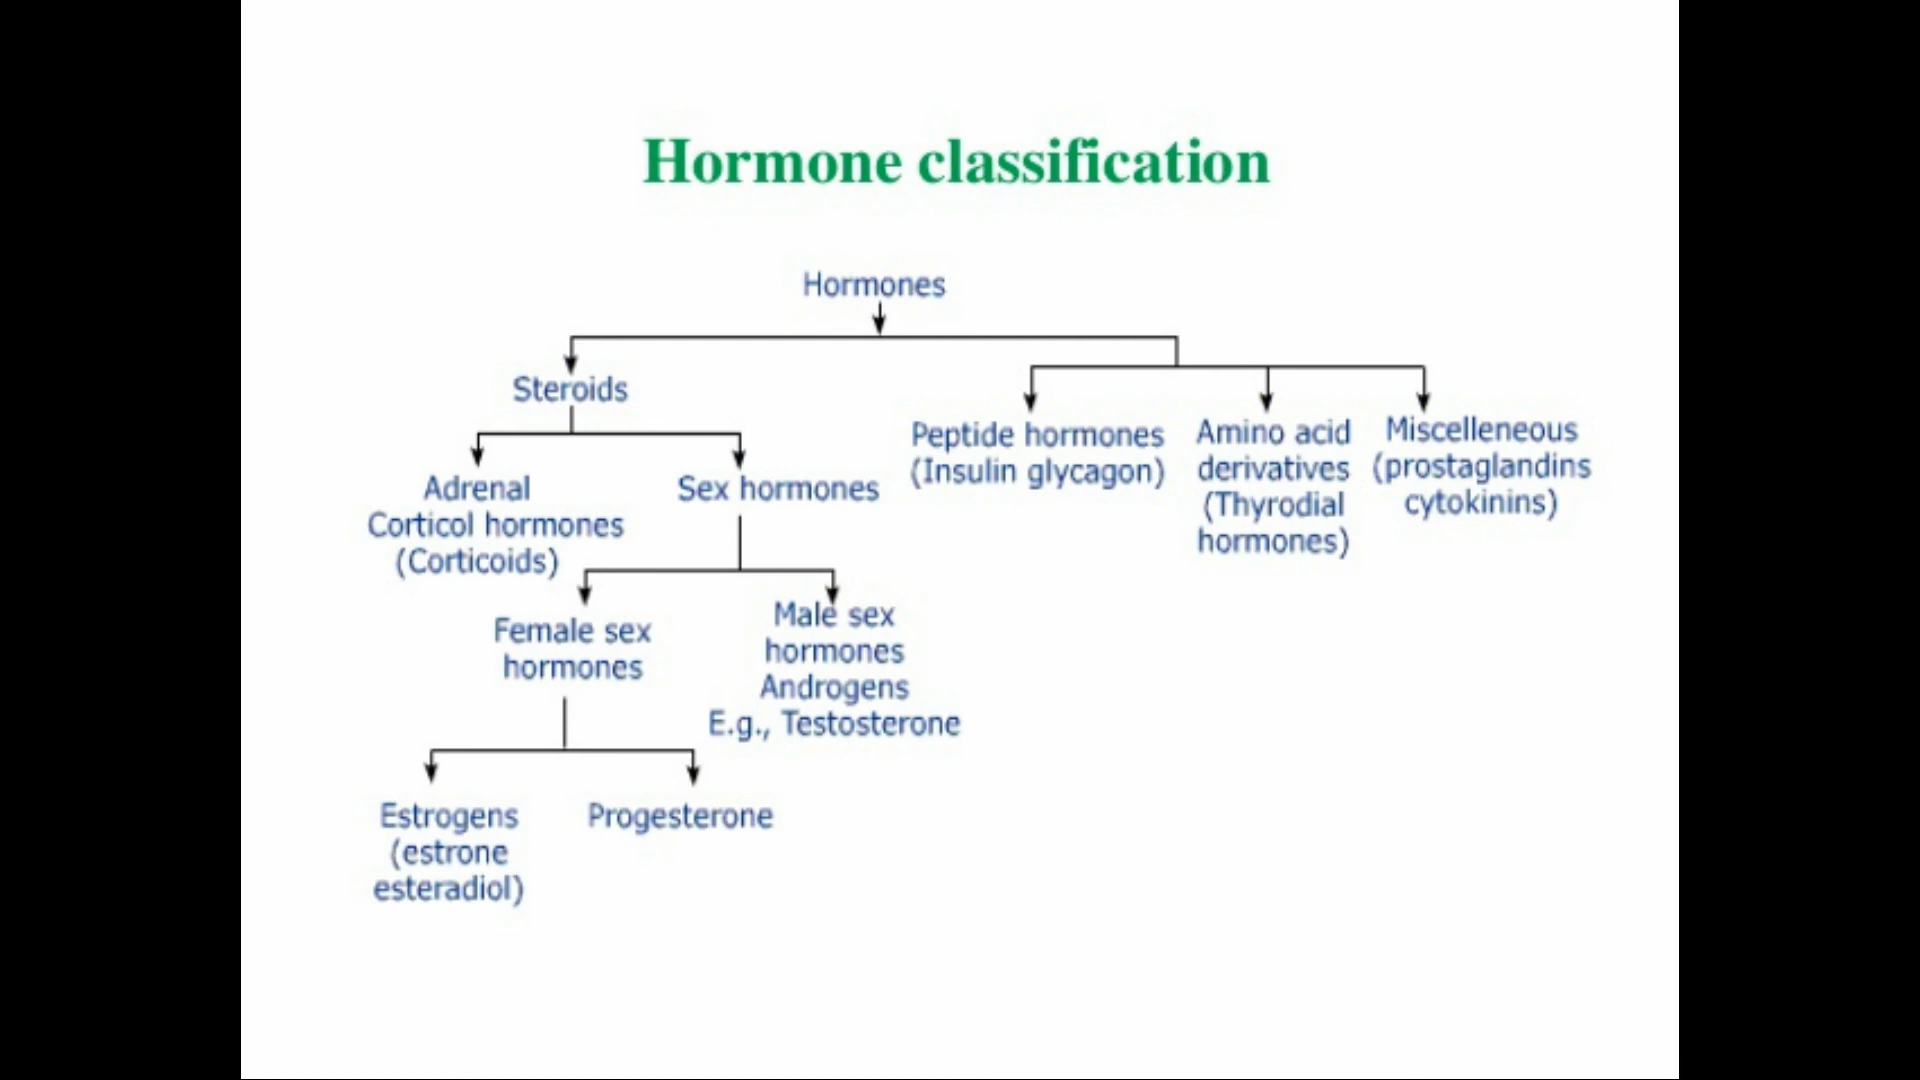 Hormone classification
Hormones
Steroids
Peptide hormones
(Insulin glycagon)
Amino acid
derivatives
(Thyrodial
hormones)
Miscelleneous
(prostaglandins
cytokinins)
Adrenal
Corticol hormones
(Corticoids)
Sex hormones
Female sex
hormones
Male sex
hormones
Androgens
E.g., Testosterone
Estrogens
(estrone
esteradiol)
Progesterone